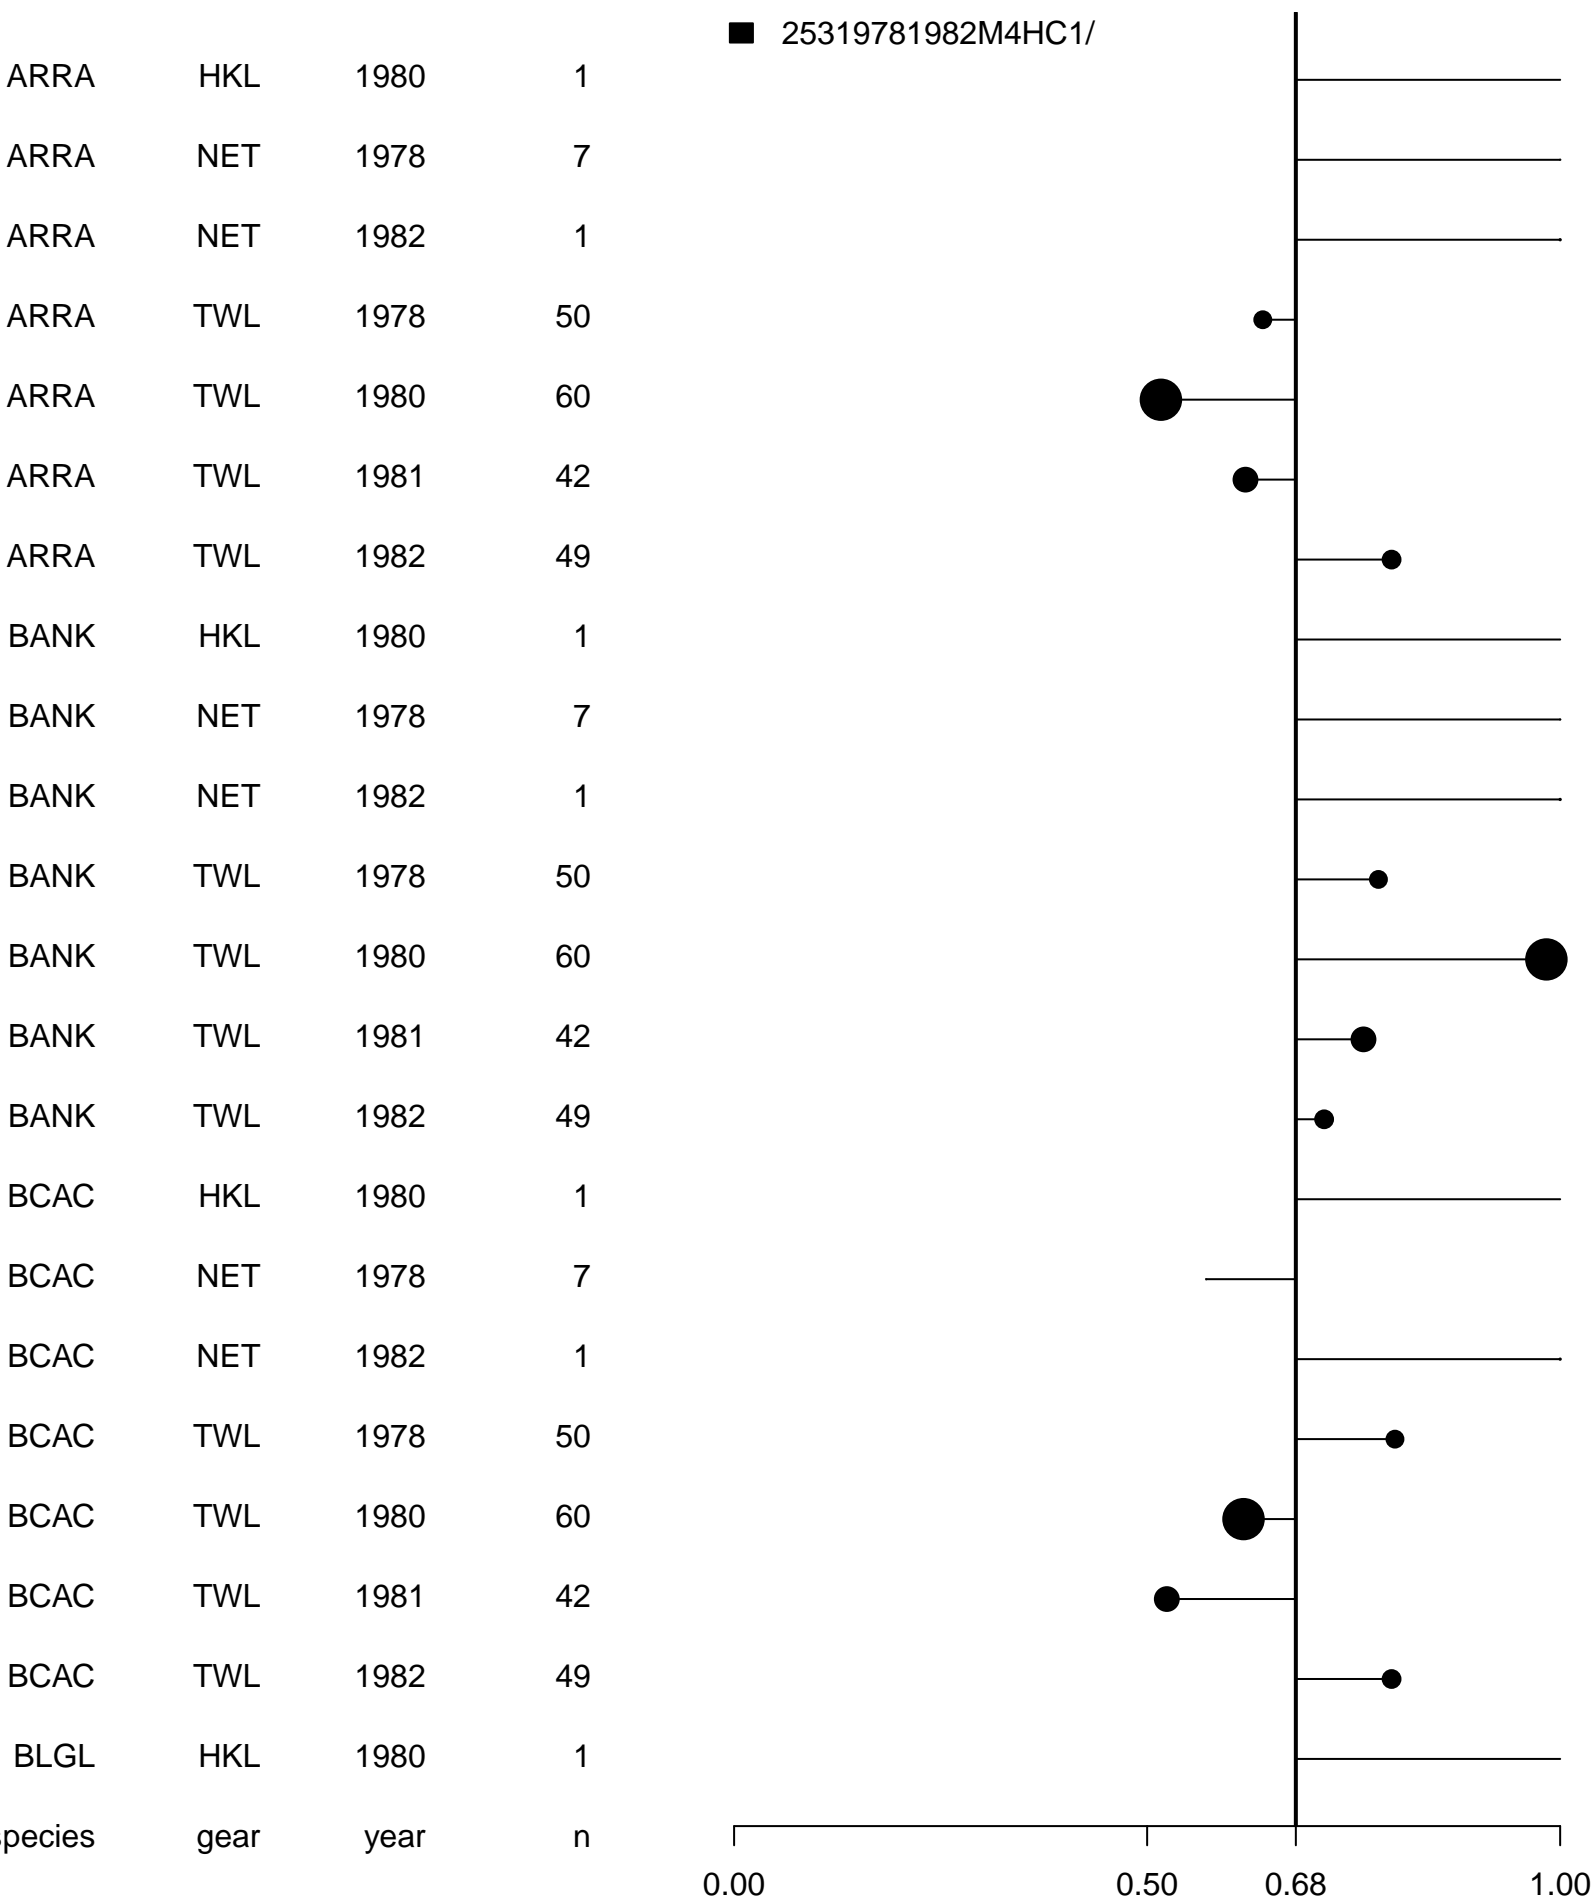 25319781982M4HC1/
ARRA HKL 1980 1
ARRA NET 1978 7
ARRA NET 1982 1
ARRA TWL 1978 50
ARRA TWL 1980 60
ARRA TWL 1981 42
ARRA TWL 1982 49
BANK HKL 1980 1
BANK NET 1978 7
BANK NET 1982 1
BANK TWL 1978 50
BANK TWL 1980 60
BANK TWL 1981 42
BANK TWL 1982 49
BCAC HKL 1980 1
BCAC NET 1978 7
BCAC NET 1982 1
BCAC TWL 1978 50
BCAC TWL 1980 60
BCAC TWL 1981 42
BCAC TWL 1982 49
BLGL HKL 1980 1
species gear year n
0.00 0.50 0.68 1.00